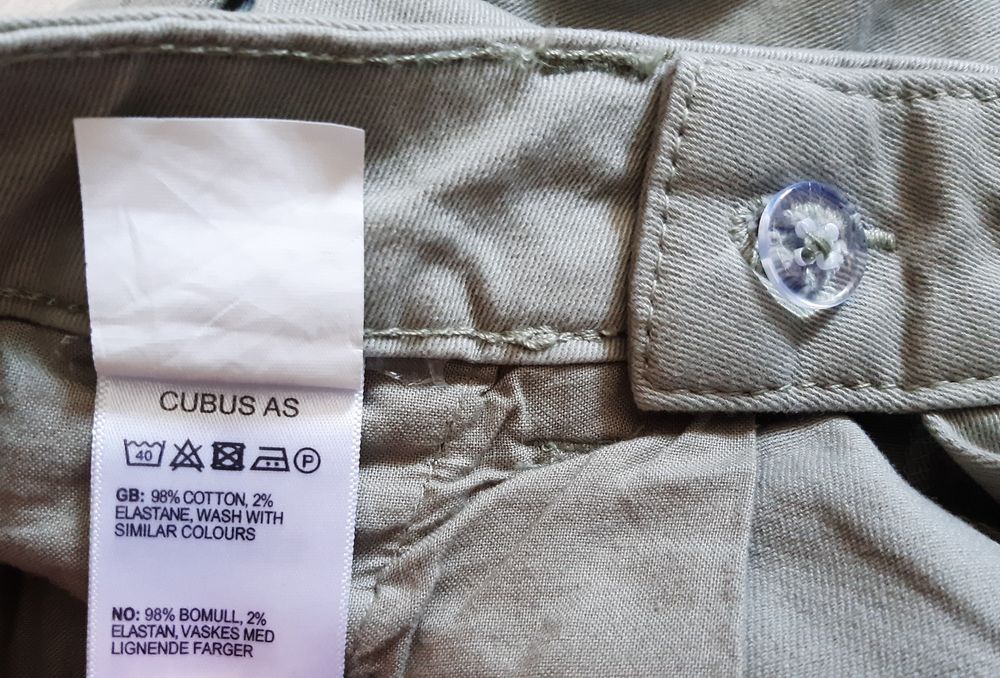 CUBUS AS
40 P
GB: 98% COTTON, 2%
ELASTANE, WASH WITH
SIMILAR COLOURS
NO: 98% BOMULL, 2%
ELASTAN, VASKES MED
LIGNENDE FARGER